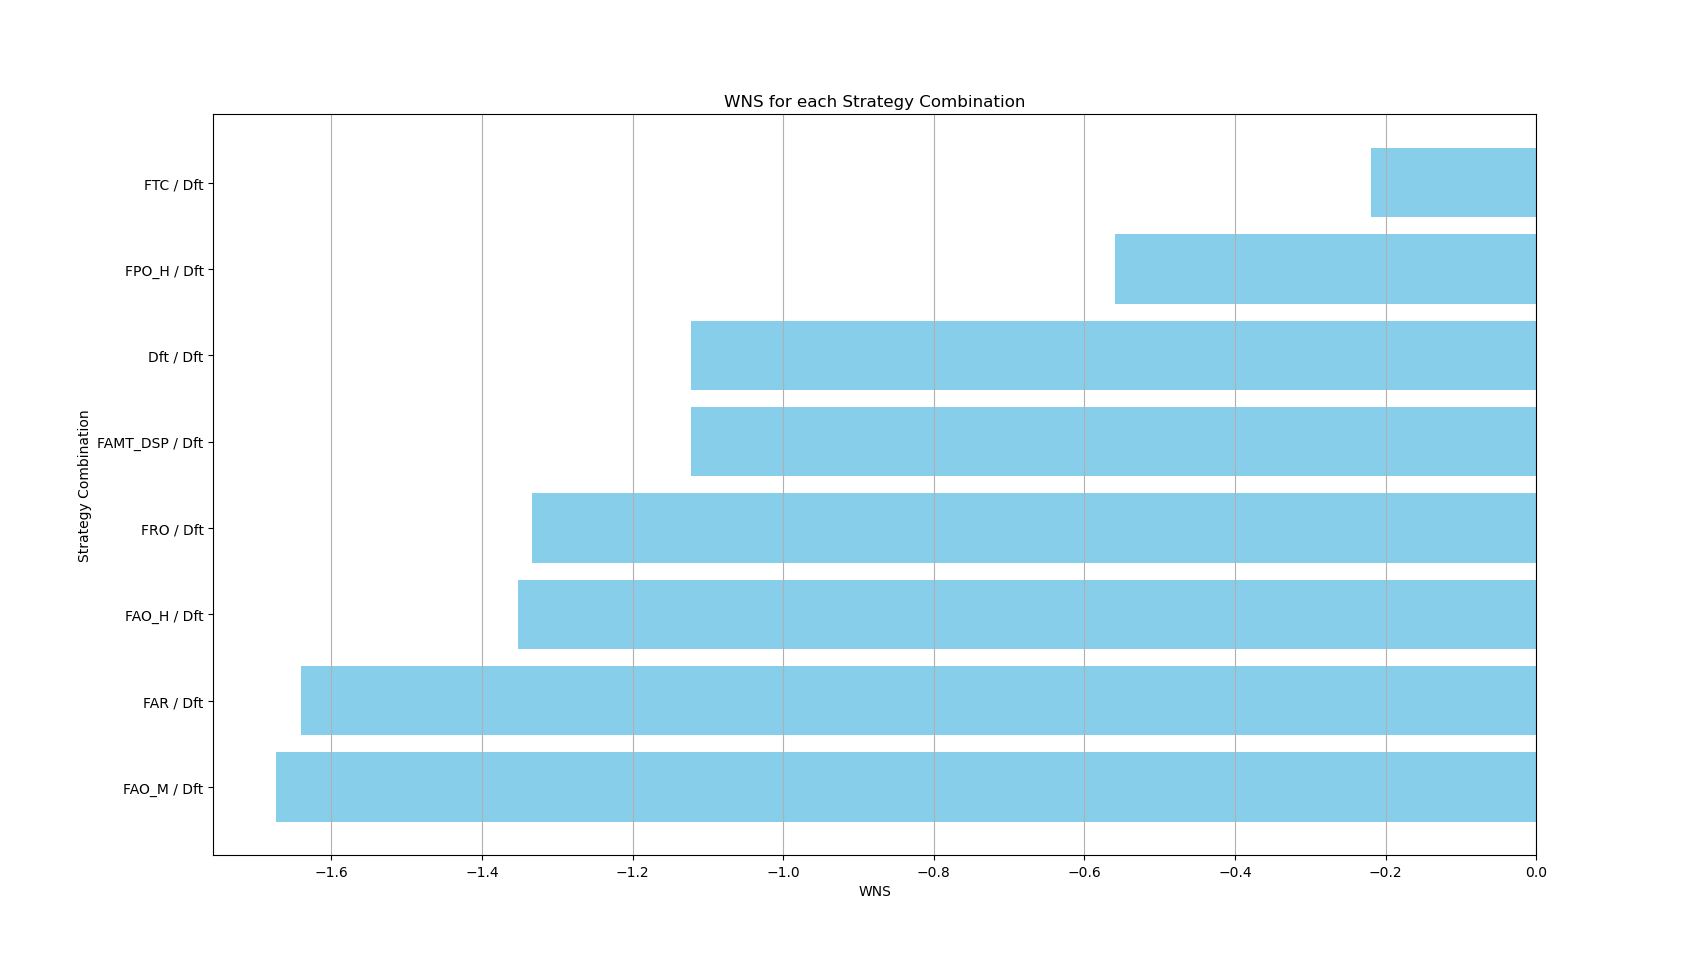 WNS for each Strategy Combination
Strategy Combination
FTC / Dft
FPO_H / Dft
Dft / Dft
FAMT_DSP / Dft
FRO / Dft
FAO_H / Dft
FAR / Dft
FAO_M / Dft
−1.6 −1.4 −1.2 −1.0 −0.8 −0.6 −0.4 −0.2 0.0
WNS